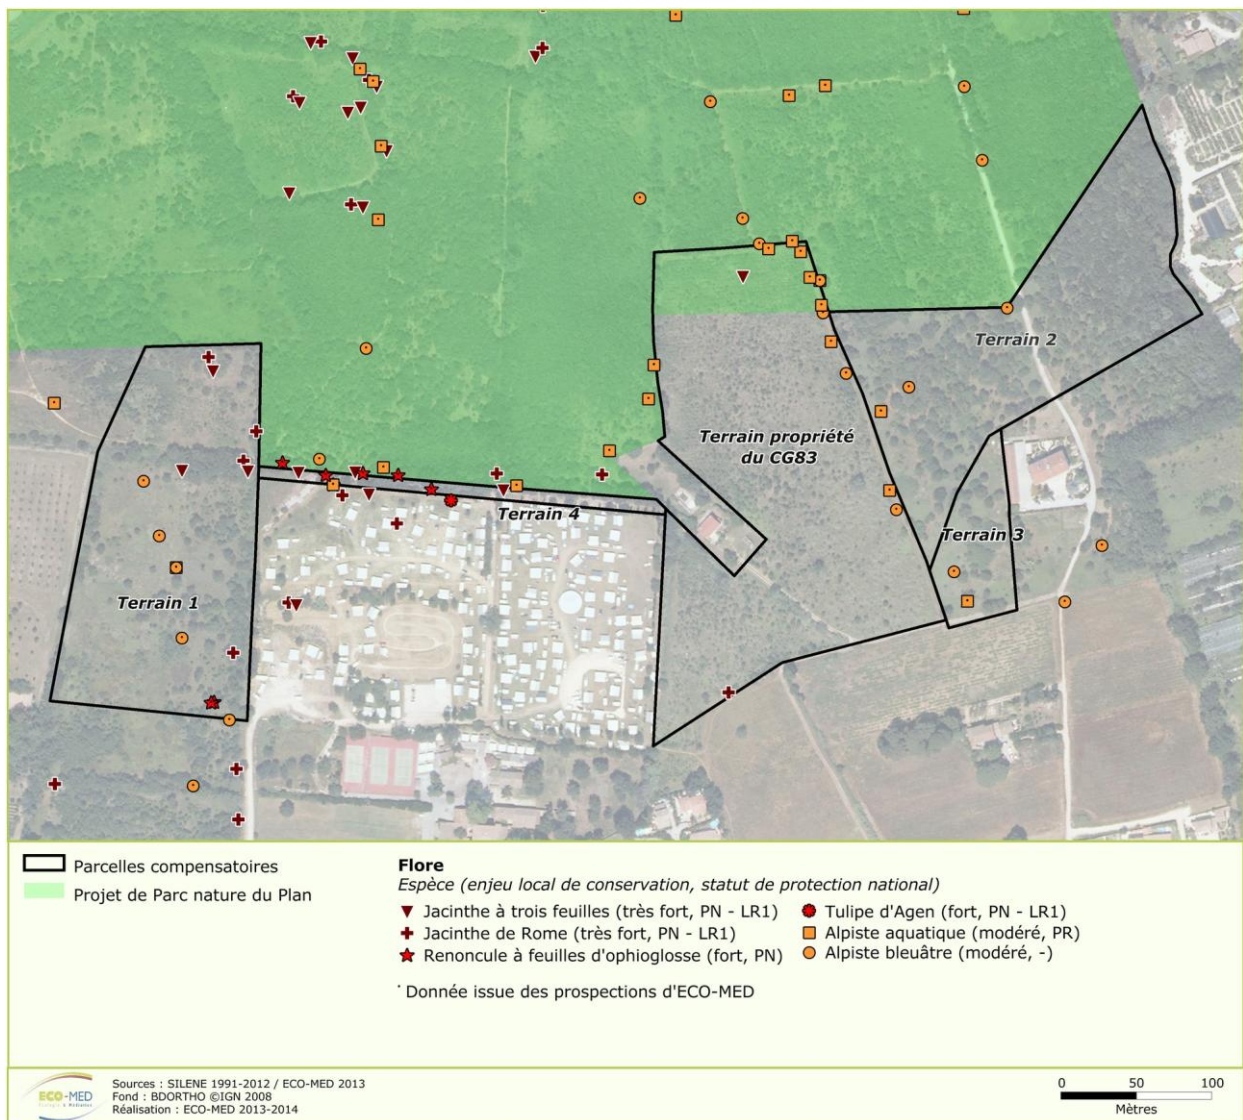 Terrain 2
Terrain propriété
du CG83
Terrain 4
Terrain 3
Terrain 1
Parcelles compensatoires
Projet de Parc nature du Plan
Flore
Espèce (enjeu local de conservation, statut de protection national)
Jacinthe à trois feuilles (très fort, PN - LR1)
Jacinthe de Rome (très fort, PN - LR1)
Renoncule à feuilles d'ophioglosse (fort, PN)
Tulipe d'Agen (fort, PN - LR1)
Alpiste aquatique (modéré, PR)
Alpiste bleuâtre (modéré, -)
· Donnée issue des prospections d'ECO-MED
ECO-MED
Sources : SILENE 1991-2012 / ECO-MED 2013
Fond : BDORTHO ©IGN 2008
Réalisation : ECO-MED 2013-2014
0 50 100
Mètres